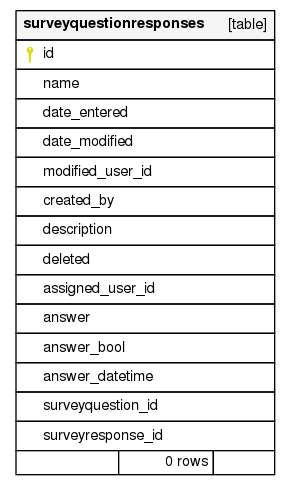 surveyquestionresponses [table]
id
name
date_entered
date_modified
modified_user_id
created_by
description
deleted
assigned_user_id
answer
answer_bool
answer_datetime
surveyquestion_id
surveyresponse_id
0 rows